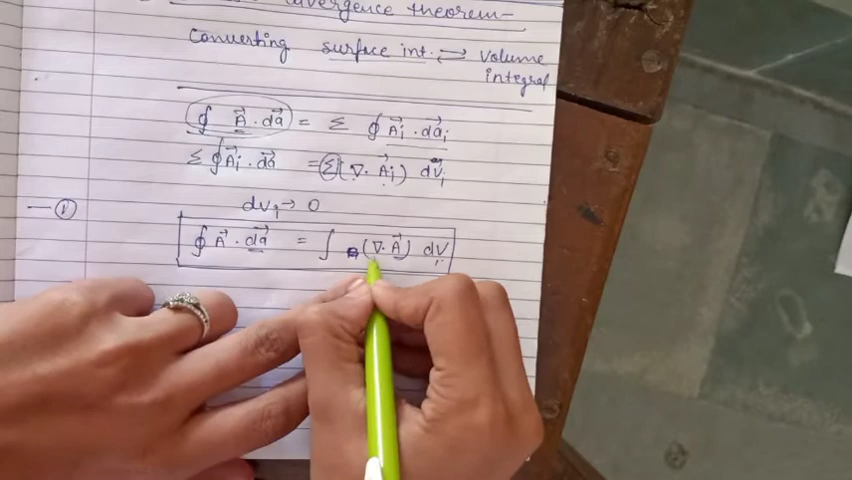 divergence theorem-
Converting surface int. ⇌ volume
integral
∮ A⃗ · da⃗ = Σ ∮ A⃗i · da⃗i
Σ ∮ A⃗i · da⃗ = Σ (∇ · A⃗i) dvi
dvi → 0
— ①
∮ A⃗ · da⃗ = ∫ (∇ · A⃗) dV